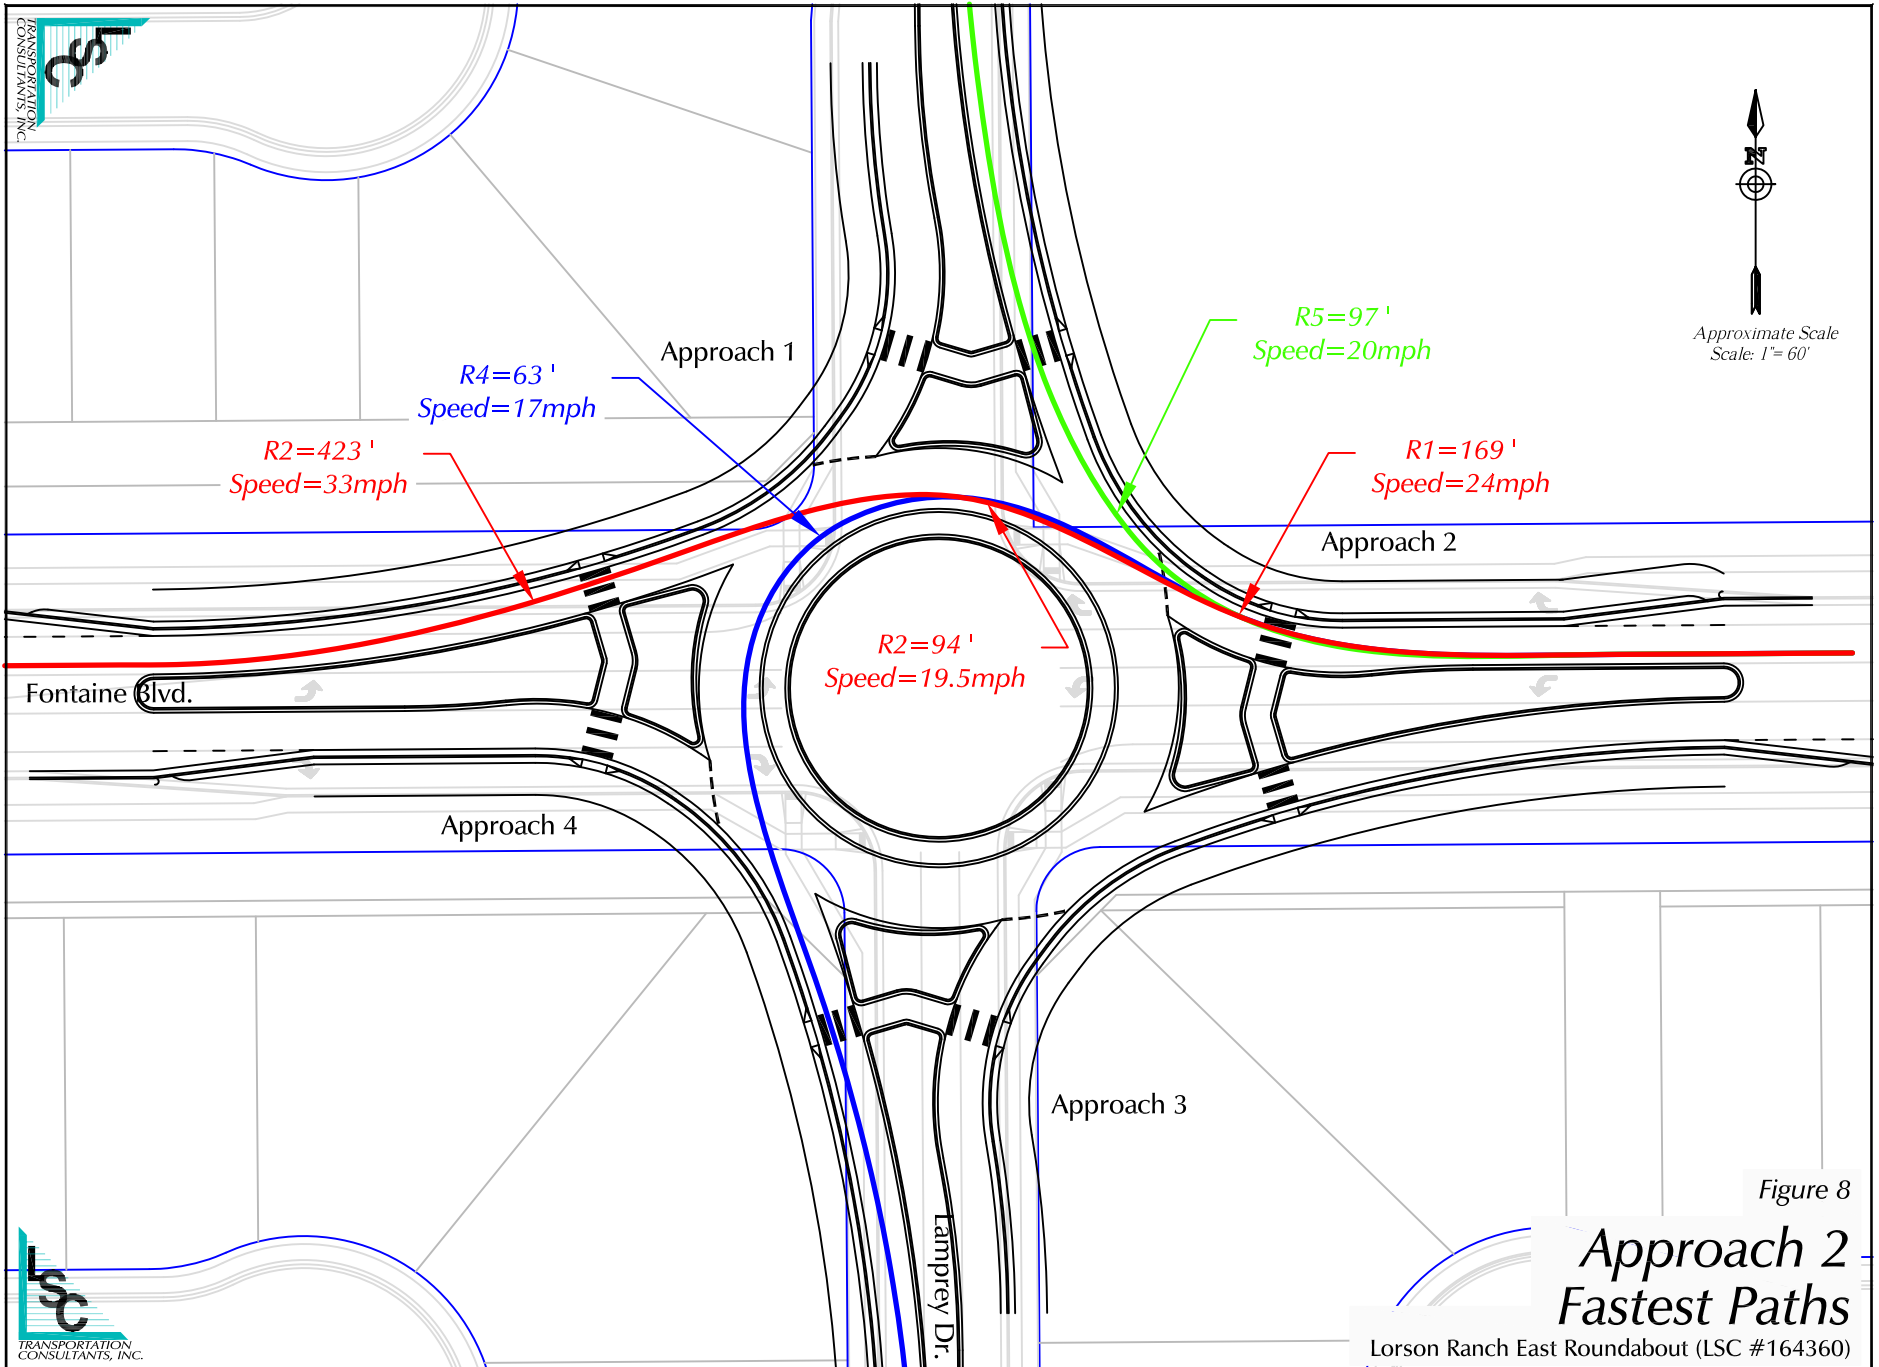 LSC
TRANSPORTATION
CONSULTANTS, INC.
N
Approximate Scale
Scale: 1"= 60'
Approach 1
R4=63 '
Speed=17mph
R5=97 '
Speed=20mph
R2=423 '
Speed=33mph
R1=169 '
Speed=24mph
Approach 2
R2=94 '
Speed=19.5mph
Fontaine Blvd.
Approach 4
Approach 3
Lamprey Dr.
Figure 8
Approach 2
Fastest Paths
Lorson Ranch East Roundabout (LSC #164360)
LSC
TRANSPORTATION
CONSULTANTS, INC.